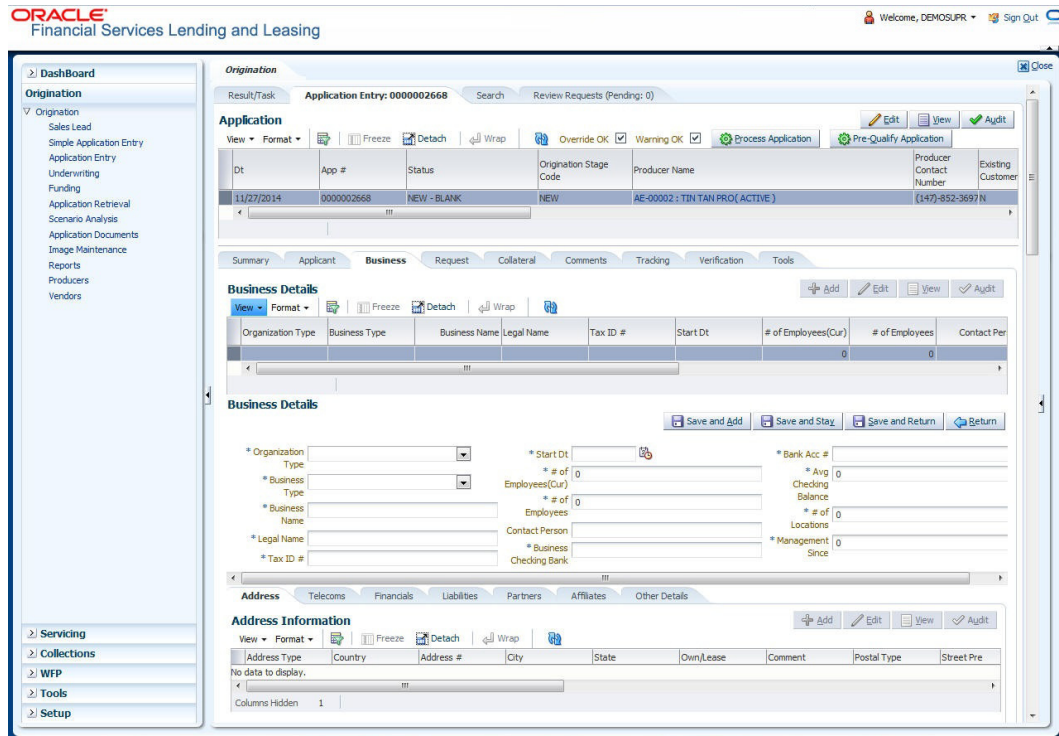 ORACLE®
Financial Services Lending and Leasing
Welcome, DEMOSUPR
Sign Out
DashBoard
Origination
Origination
Sales Lead
Simple Application Entry
Application Entry
Underwriting
Funding
Application Retrieval
Scenario Analysis
Application Documents
Image Maintenance
Reports
Producers
Vendors
Servicing
Collections
WFP
Tools
Setup
Origination
Close
Result/Task Application Entry: 0000002668 Search Review Requests (Pending: 0)
Application
Edit View Audit
View Format Freeze Detach Wrap Override OK Warning OK Process Application Pre-Qualify Application
Dt App # Status Origination Stage Code Producer Name Producer Contact Number Existing Customer
11/27/2014 0000002668 NEW - BLANK NEW AE-00002 : TIN TAN PRO( ACTIVE ) (147)-852-3697 N
Summary Applicant Business Request Collateral Comments Tracking Verification Tools
Business Details
Add Edit View Audit
View Format Freeze Detach Wrap
Organization Type Business Type Business Name Legal Name Tax ID # Start Dt # of Employees(Cur) # of Employees Contact Per
0 0
Business Details
Save and Add Save and Stay Save and Return Return
* Organization Type
* Business Type
* Business Name
* Legal Name
* Tax ID #
* Start Dt
* # of Employees(Cur) 0
* # of Employees 0
Contact Person
* Business Checking Bank
* Bank Acc #
* Avg Checking Balance 0
* # of Locations 0
* Management Since 0
Address Telecoms Financials Liabilities Partners Affiliates Other Details
Address Information
Add Edit View Audit
View Format Freeze Detach Wrap
Address Type Country Address # City State Own/Lease Comment Postal Type Street Pre
No data to display.
Columns Hidden 1